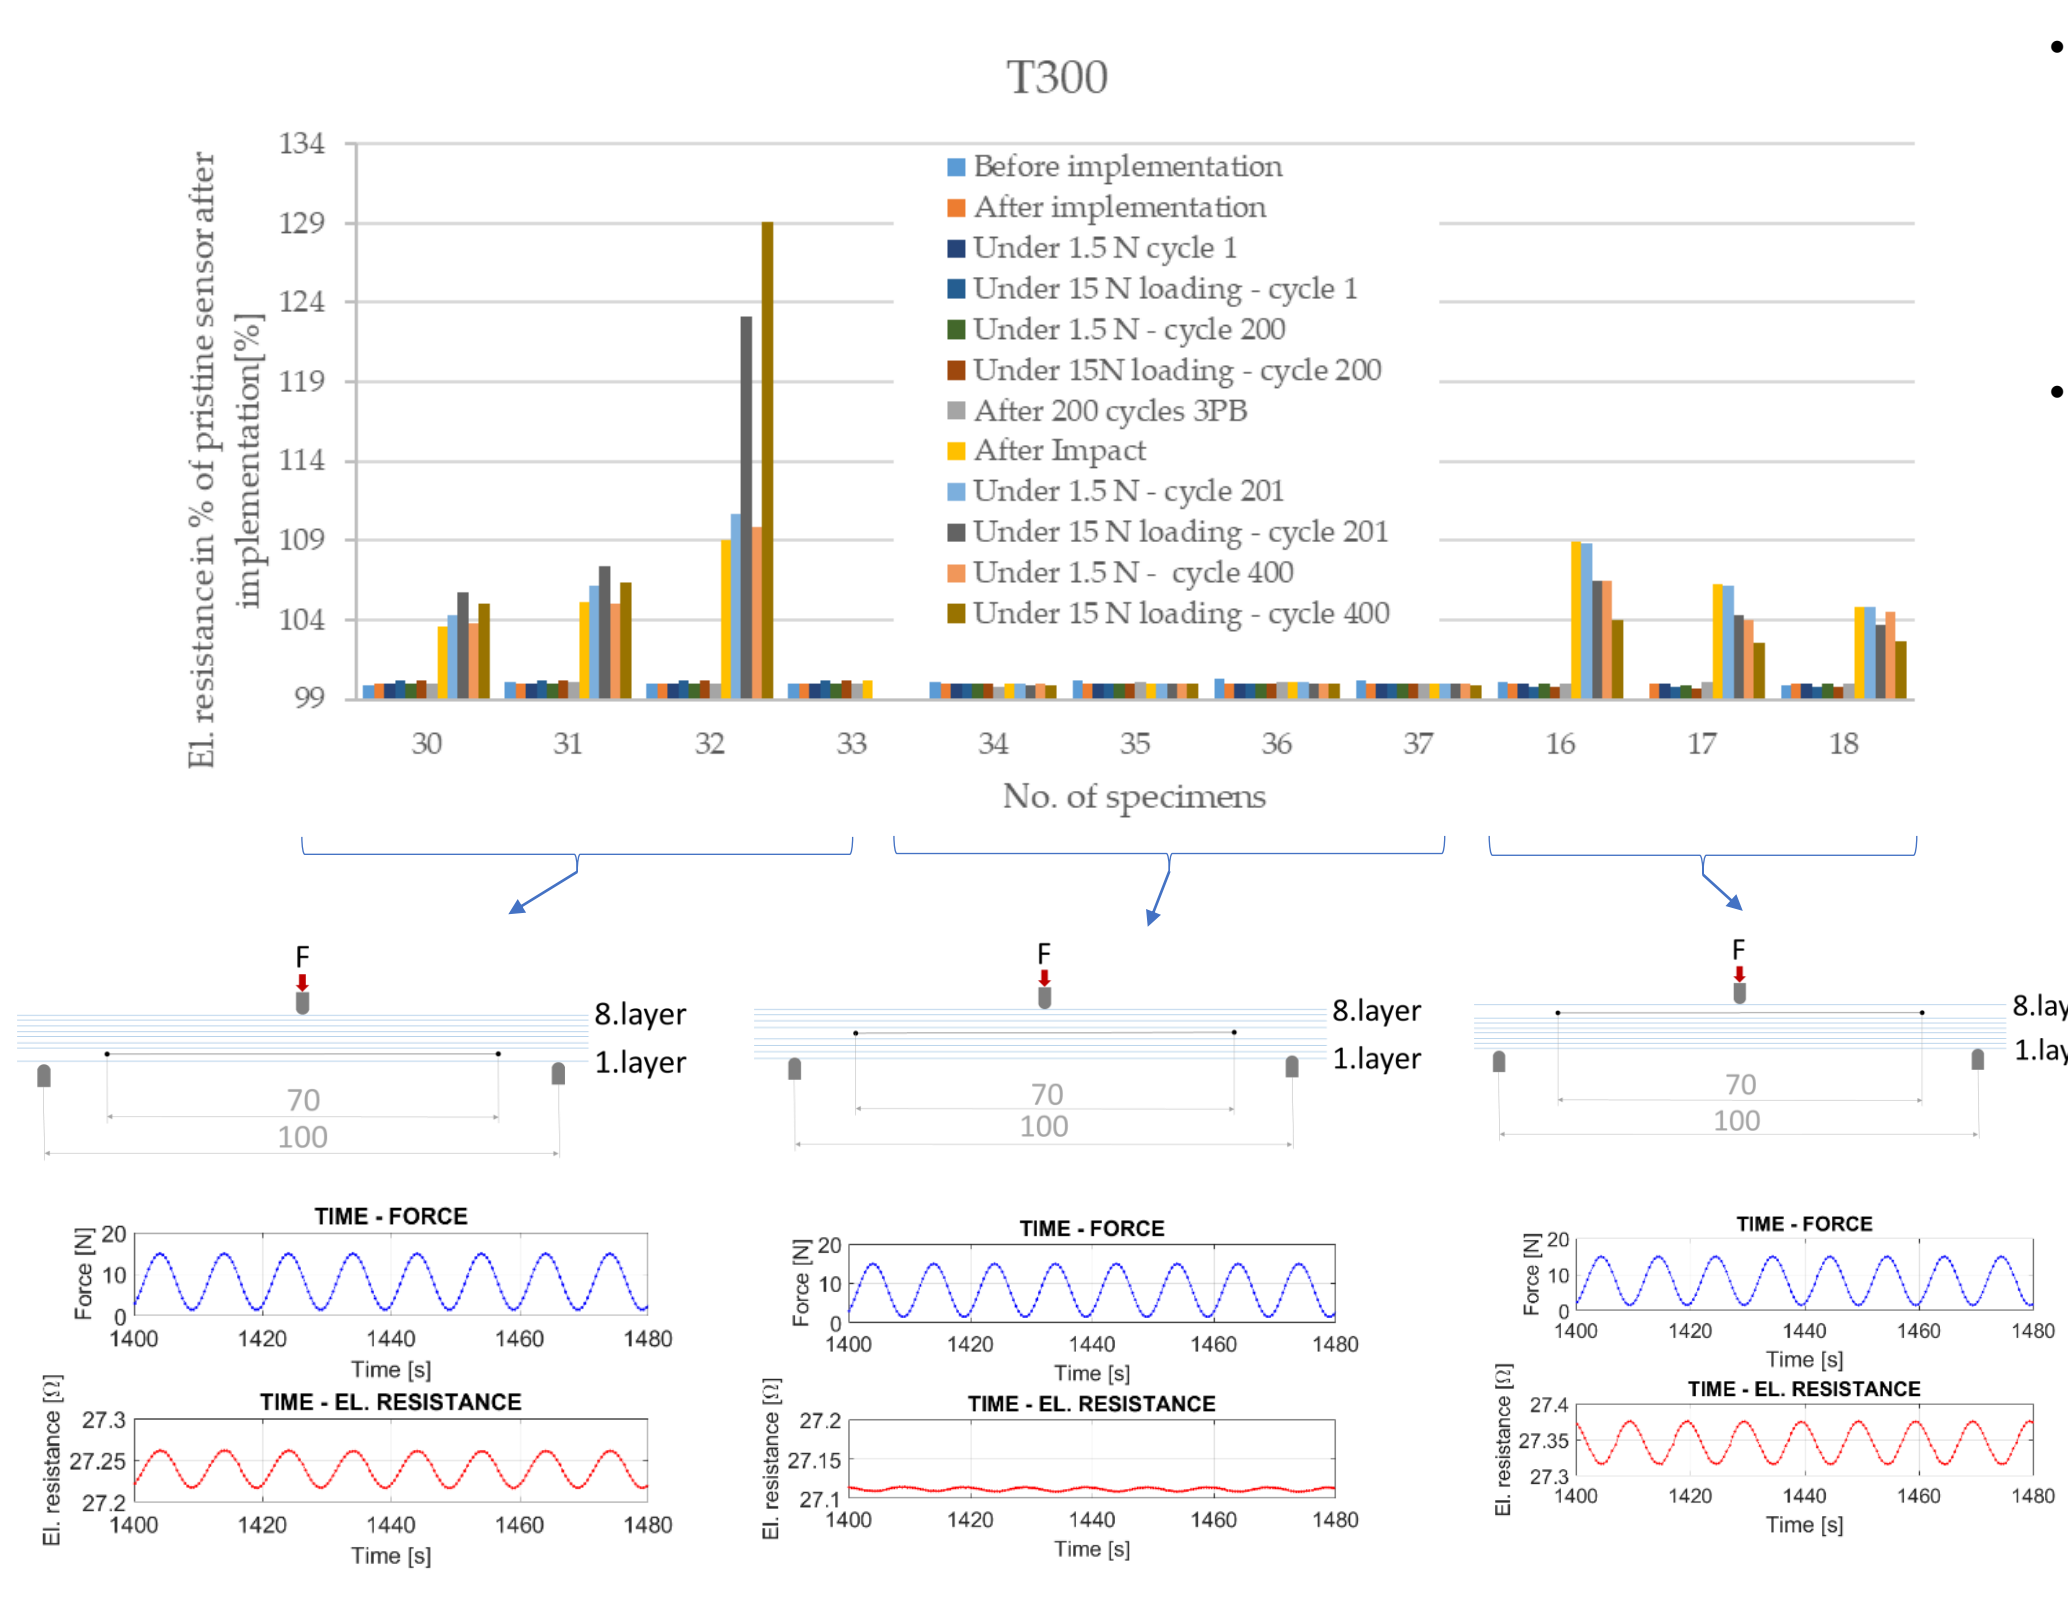 •
•
T300
El. resistance in % of pristine sensor after
implementation[%]
134
129
124
119
114
109
104
99
Before implementation
After implementation
Under 1.5 N cycle 1
Under 15 N loading - cycle 1
Under 1.5 N - cycle 200
Under 15N loading - cycle 200
After 200 cycles 3PB
After Impact
Under 1.5 N - cycle 201
Under 15 N loading - cycle 201
Under 1.5 N - cycle 400
Under 15 N loading - cycle 400
30 31 32 33 34 35 36 37 16 17 18
No. of specimens
F
8.layer
1.layer
70
100
F
8.layer
1.layer
70
100
F
8.lay
1.lay
70
100
TIME - FORCE
Force [N]
20
10
0
1400 1420 1440 1460 1480
Time [s]
TIME - EL. RESISTANCE
El. resistance [Ω]
27.3
27.25
27.2
1400 1420 1440 1460 1480
Time [s]
TIME - FORCE
Force [N]
20
10
0
1400 1420 1440 1460 1480
Time [s]
TIME - EL. RESISTANCE
El. resistance [Ω]
27.2
27.15
27.1
1400 1420 1440 1460 1480
Time [s]
TIME - FORCE
Force [N]
20
10
0
1400 1420 1440 1460 1480
Time [s]
TIME - EL. RESISTANCE
El. resistance [Ω]
27.4
27.35
27.3
1400 1420 1440 1460 1480
Time [s]